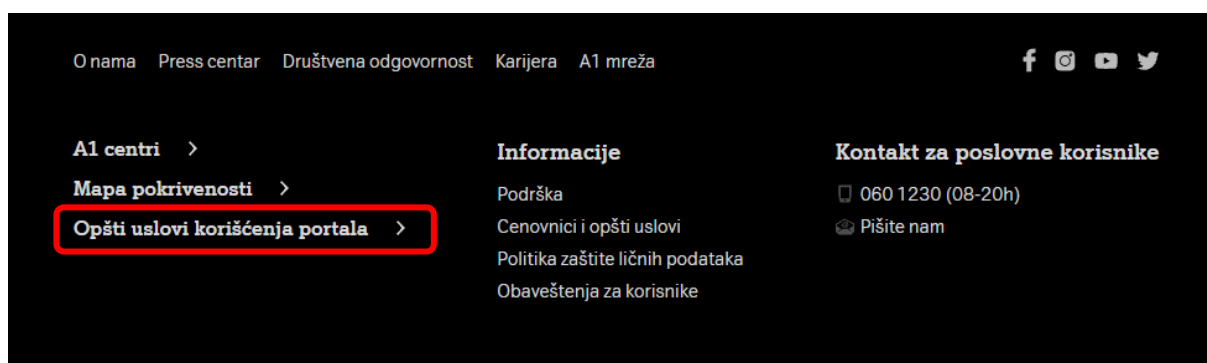 O nama Press centar Društvena odgovornost Karijera A1 mreža
A1 centri
Mapa pokrivenosti
Opšti uslovi korišćenja portala
Informacije
Podrška
Cenovnici i opšti uslovi
Politika zaštite ličnih podataka
Obaveštenja za korisnike
Kontakt za poslovne korisnike
060 1230 (08-20h)
Pišite nam